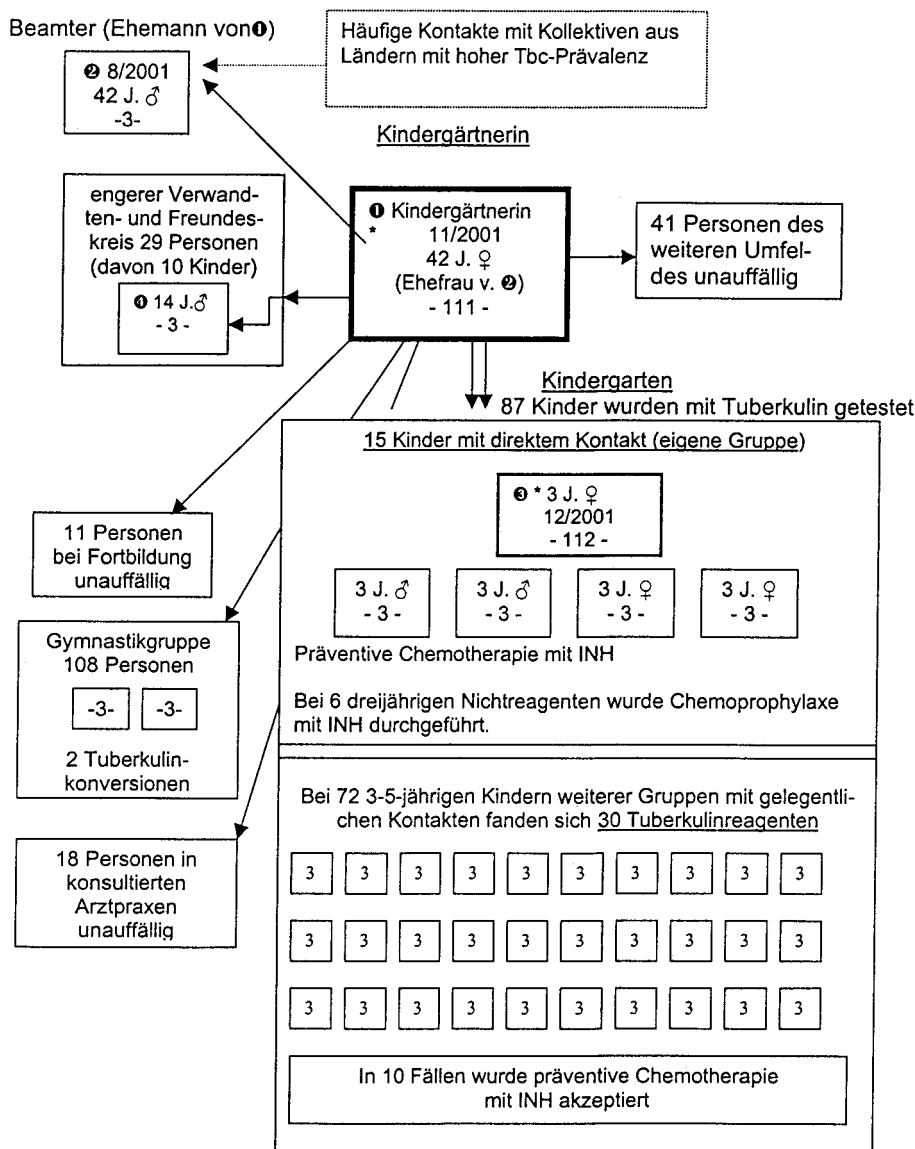 Beamter (Ehemann von❶)
❷ 8/2001
42 J. ♂
-3-
Häufige Kontakte mit Kollektiven aus
Ländern mit hoher Tbc-Prävalenz
Kindergärtnerin
engerer Verwand-
ten- und Freundes-
kreis 29 Personen
(davon 10 Kinder)
❹ 14 J.♂
- 3 -
❶ Kindergärtnerin
* 11/2001
42 J. ♀
(Ehefrau v. ❷)
- 111 -
41 Personen des
weiteren Umfel-
des unauffällig
Kindergarten
87 Kinder wurden mit Tuberkulin getestet
15 Kinder mit direktem Kontakt (eigene Gruppe)
❸ * 3 J. ♀
12/2001
- 112 -
3 J. ♂
- 3 -
3 J. ♂
- 3 -
3 J. ♀
- 3 -
3 J. ♀
- 3 -
Präventive Chemotherapie mit INH
Bei 6 dreijährigen Nichtreagenten wurde Chemoprophylaxe
mit INH durchgeführt.
11 Personen
bei Fortbildung
unauffällig
Gymnastikgruppe
108 Personen
-3- -3-
2 Tuberkulin-
konversionen
18 Personen in
konsultierten
Arztpraxen
unauffällig
Bei 72 3-5-jährigen Kindern weiterer Gruppen mit gelegentli-
chen Kontakten fanden sich 30 Tuberkulinreagenten
3 3 3 3 3 3 3 3 3 3
3 3 3 3 3 3 3 3 3 3
3 3 3 3 3 3 3 3 3 3
In 10 Fällen wurde präventive Chemotherapie
mit INH akzeptiert